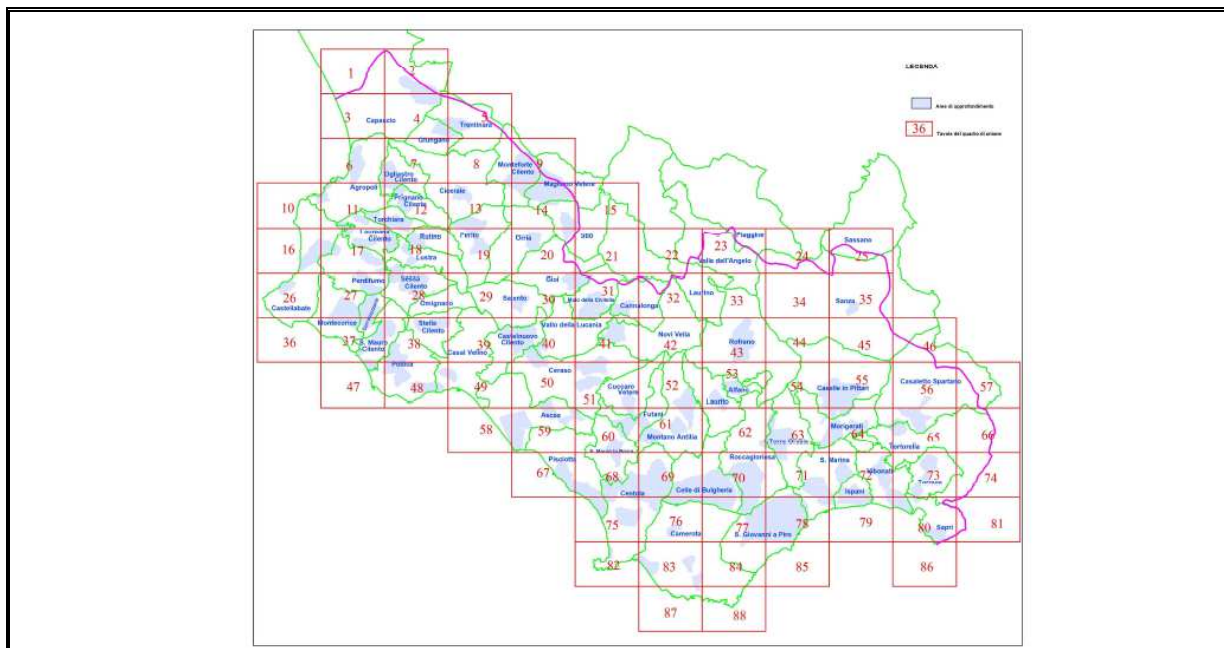 LEGENDA
Aree di approfondimento
36 Tavole del quadro di unione
1 2
3 4 5
Capaccio
Trentinara
Giungano
6 7 8 9
Ogliastro Cilento
Monteforte Cilento
Agropoli
Cicerale
Magliano Vetere
Prignano Cilento
10 11 12 13 14 15
Torchiara
Rutino
Perito
Orria
Stio
Piaggine
Sassano
16 17 18 19 20 21 22 23 24 25
Lustra
Valle dell'Angelo
Perdifumo
Sessa Cilento
Gioi
Laurino
26 27 28 29 30 31 32 33 34 35
Castellabate
Omignano
Salento
Moio della Civitella
Cannalonga
Sanza
Montecorice
Stella Cilento
Vallo della Lucania
Novi Velia
Rofrano
36 37 38 39 40 41 42 43 44 45 46
S. Mauro Cilento
Casal Velino
Castelnuovo Cilento
Pollica
Ceraso
47 48 49 50 51 52 53 54 55 56 57
Cuccaro Vetere
Laurito
Alfano
Caselle in Pittari
Casaletto Spartano
Ascea
Futani
58 59 60 61 62 63 64 65 66
Montano Antilia
Morigerati
Tortorella
Pisciotta
Roccagloriosa
S. Marina
Vibonati
67 68 69 70 71 72 73 74
Centola
Celle di Bulgheria
Ispani
75 76 77 78 79 80 81
Camerota
S. Giovanni a Piro
Sapri
82 83 84 85 86
87 88